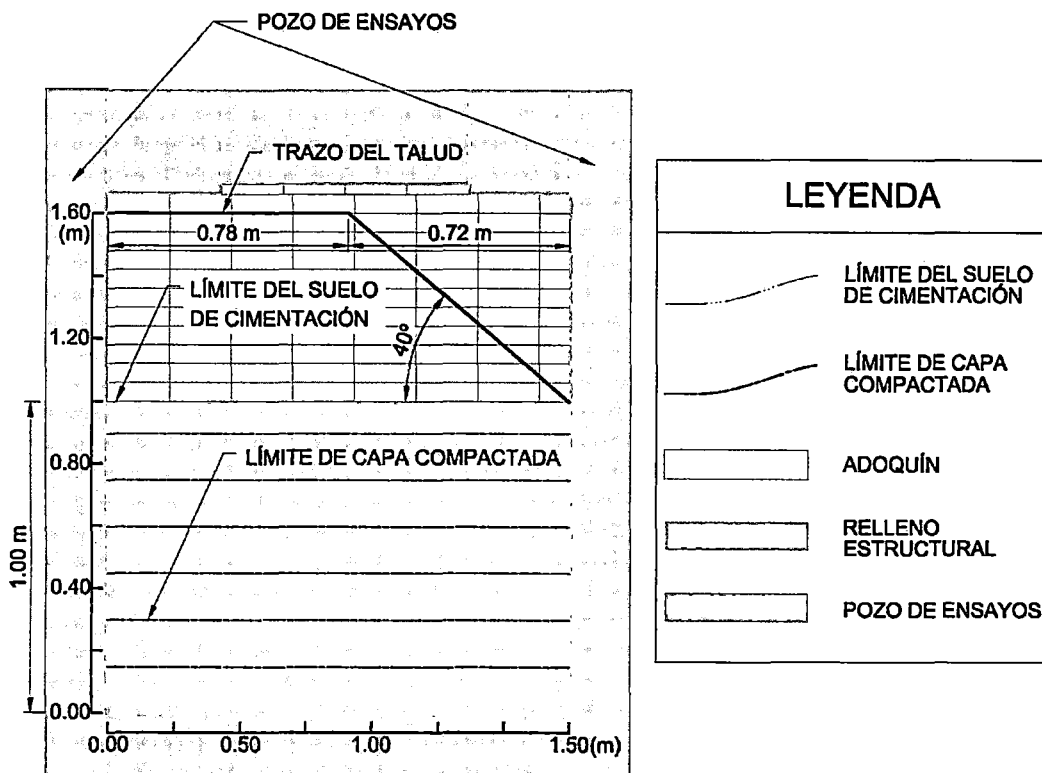 POZO DE ENSAYOS
TRAZO DEL TALUD
1.60
(m)
0.78 m
0.72 m
LÍMITE DEL SUELO
DE CIMENTACIÓN
1.20
40°
0.80
LÍMITE DE CAPA COMPACTADA
1.00 m
0.40
0.00
0.00
0.50
1.00
1.50(m)
LEYENDA
LÍMITE DEL SUELO
DE CIMENTACIÓN
LÍMITE DE CAPA
COMPACTADA
ADOQUÍN
RELLENO
ESTRUCTURAL
POZO DE ENSAYOS